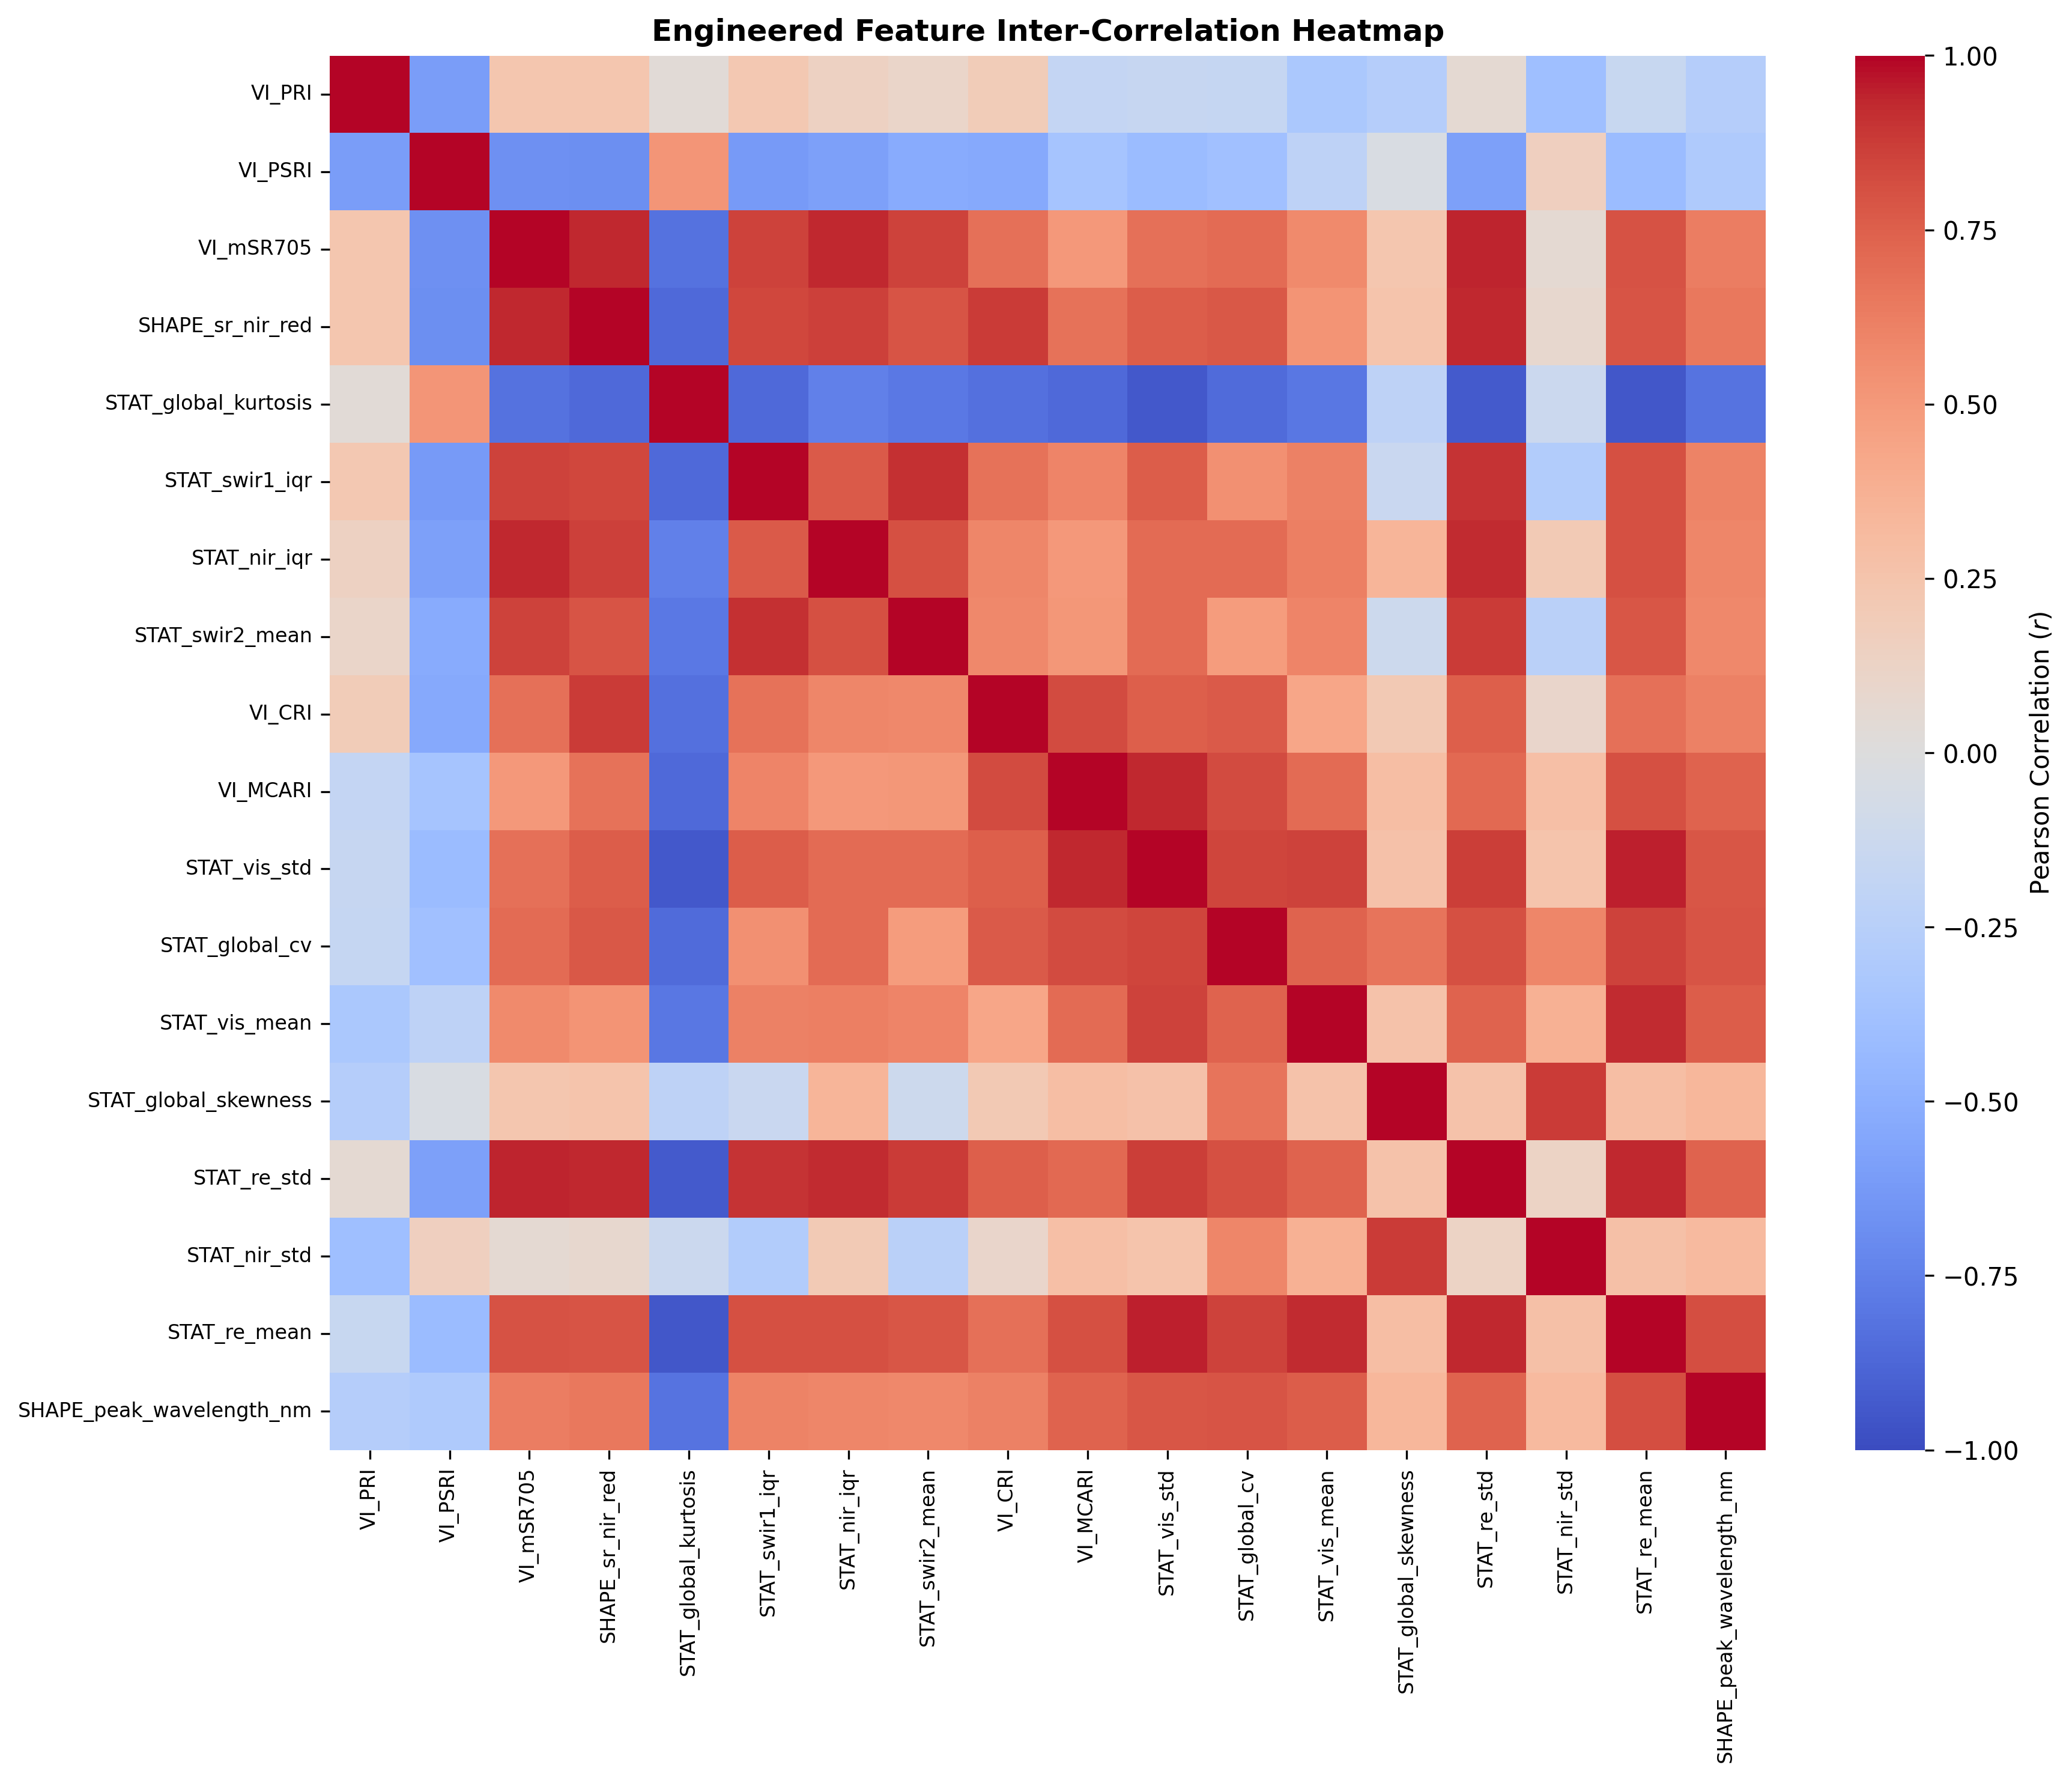 Engineered Feature Inter-Correlation Heatmap
VI_PRI
VI_PSRI
VI_mSR705
SHAPE_sr_nir_red
STAT_global_kurtosis
STAT_swir1_iqr
STAT_nir_iqr
STAT_swir2_mean
VI_CRI
VI_MCARI
STAT_vis_std
STAT_global_cv
STAT_vis_mean
STAT_global_skewness
STAT_re_std
STAT_nir_std
STAT_re_mean
SHAPE_peak_wavelength_nm
VI_PRI
VI_PSRI
VI_mSR705
SHAPE_sr_nir_red
STAT_global_kurtosis
STAT_swir1_iqr
STAT_nir_iqr
STAT_swir2_mean
VI_CRI
VI_MCARI
STAT_vis_std
STAT_global_cv
STAT_vis_mean
STAT_global_skewness
STAT_re_std
STAT_nir_std
STAT_re_mean
SHAPE_peak_wavelength_nm
1.00
0.75
0.50
0.25
0.00
−0.25
−0.50
−0.75
−1.00
Pearson Correlation (r)